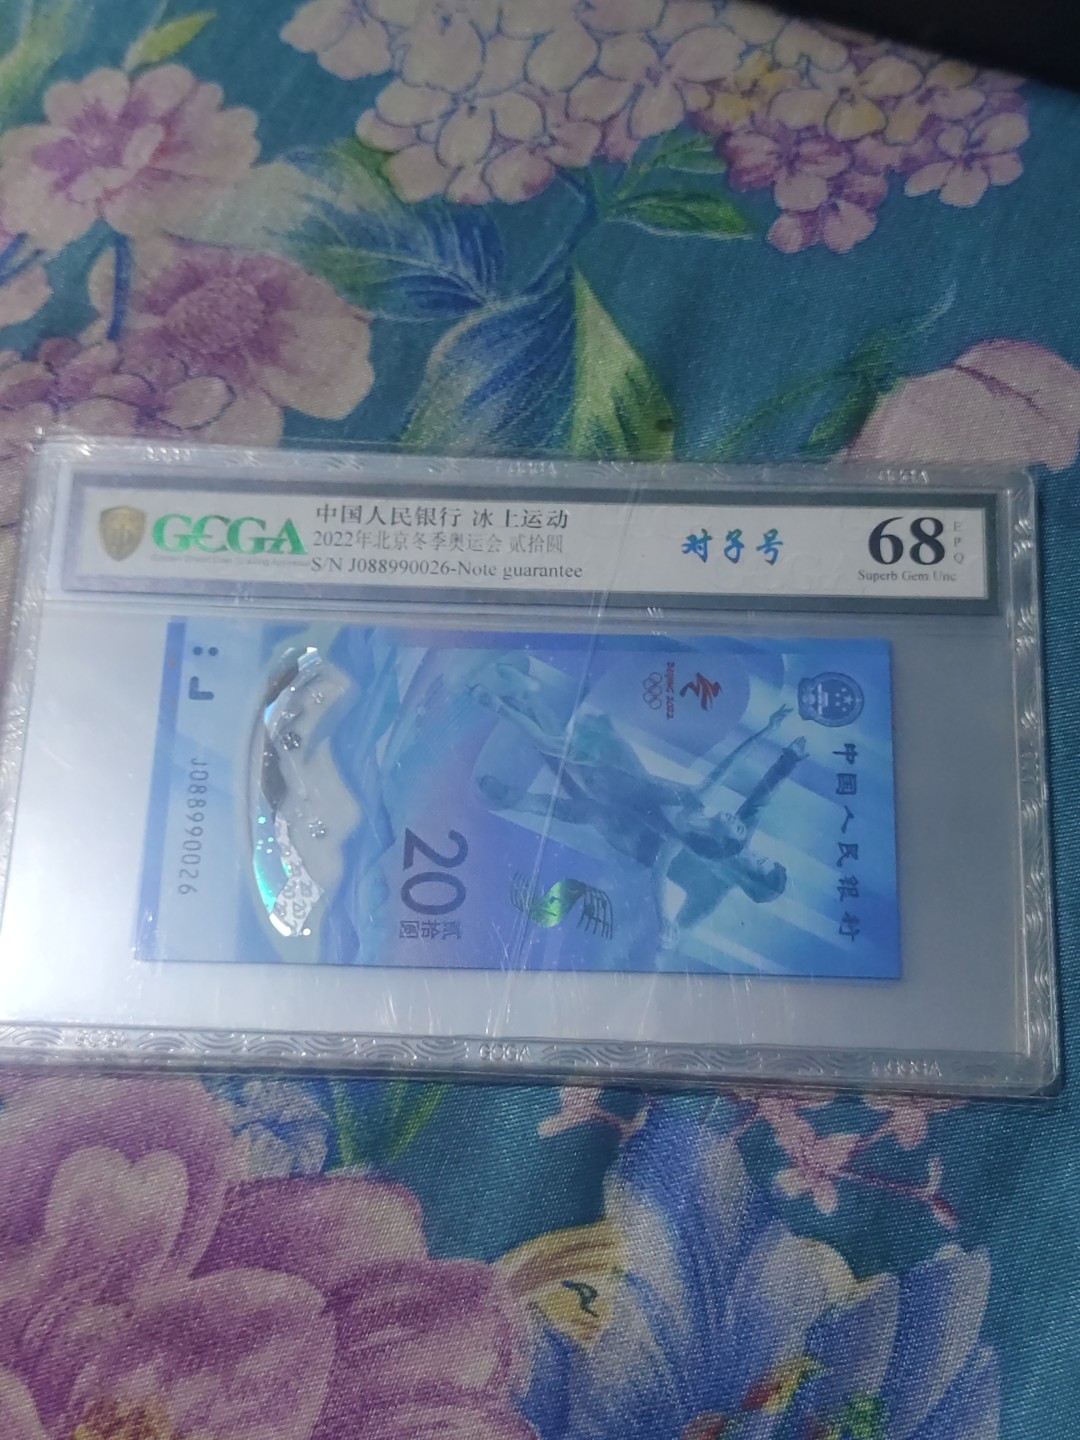 GCGA
中国人民银行 冰上运动
2022年北京冬季奥运会 贰拾圆
S/N J088990026-Note guarantee
对子号
68
EPQ
Superb Gem Unc
J088990026
20
贰拾圆
BEIJING 2022
中国人民银行
GCGA
GCGA